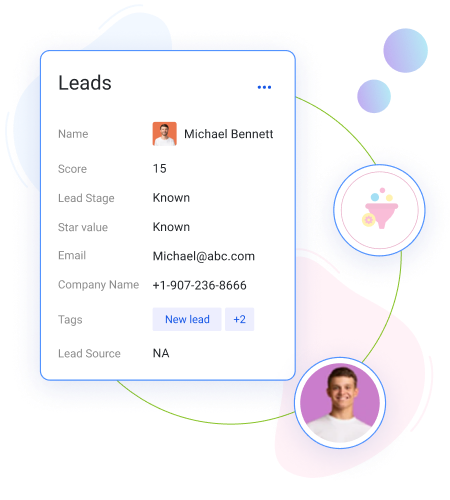 Leads
Name Michael Bennett
Score 15
Lead Stage Known
Star value Known
Email Michael@abc.com
Company Name +1-907-236-8666
Tags New lead +2
Lead Source NA